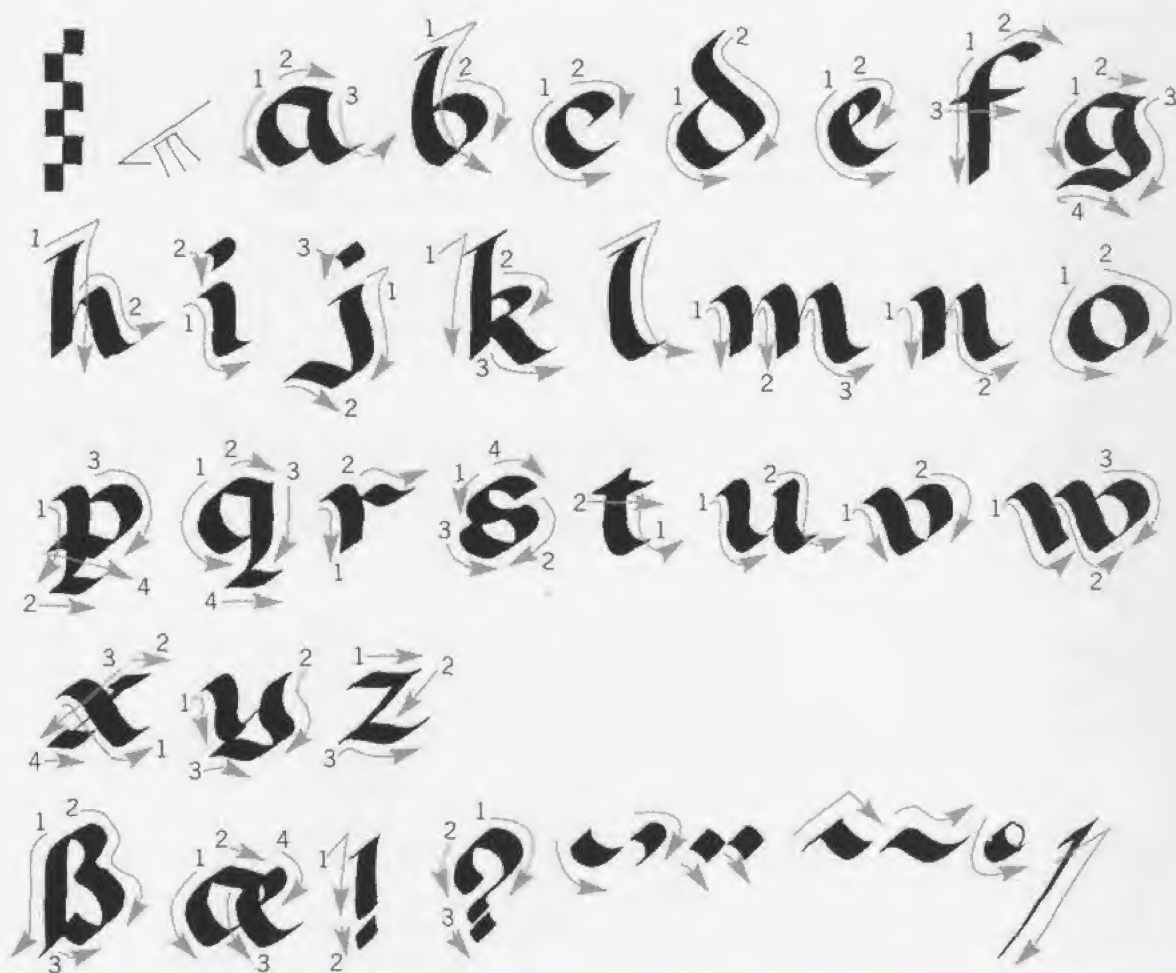 a b c d e f g
h i j k l m n o
p q r s t u v w
x y z
ß æ ! ? ˘ ’ ¨ ˇ ~ ° /